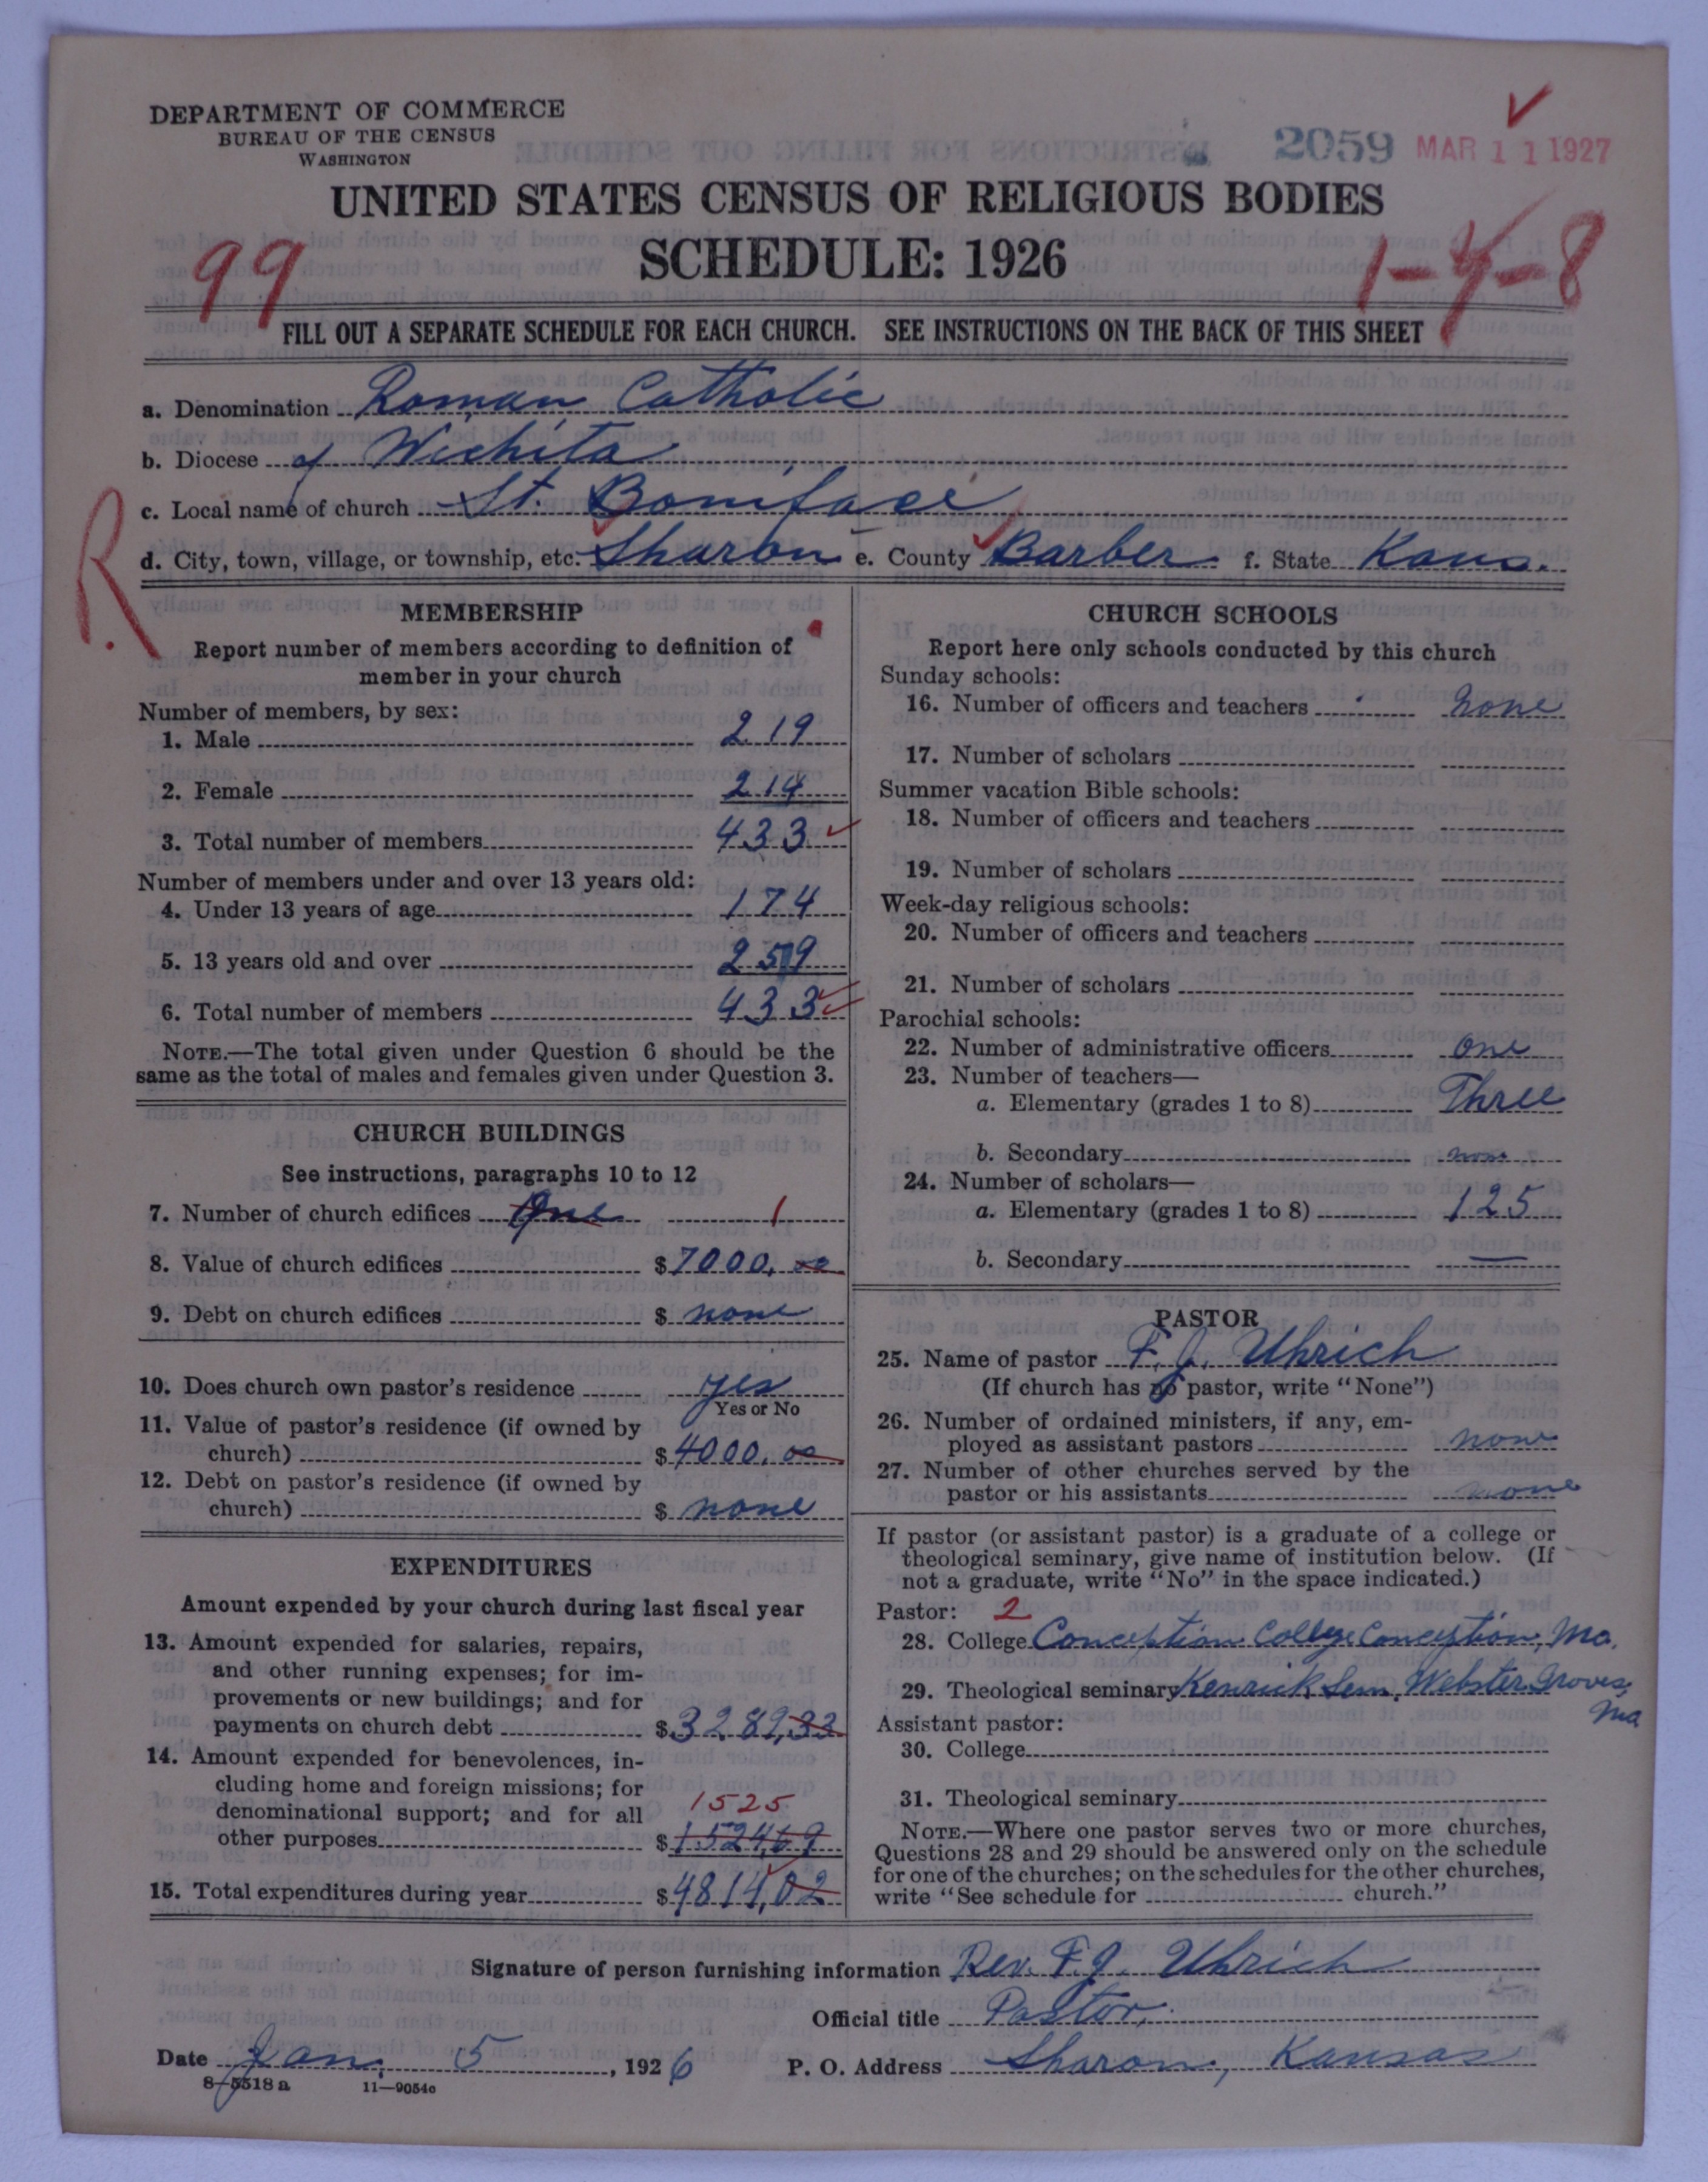 DEPARTMENT OF COMMERCE
BUREAU OF THE CENSUS
WASHINGTON
2059 MAR 11 1927
UNITED STATES CENSUS OF RELIGIOUS BODIES
SCHEDULE: 1926
99
1-4-8
FILL OUT A SEPARATE SCHEDULE FOR EACH CHURCH. SEE INSTRUCTIONS ON THE BACK OF THIS SHEET
a. Denomination Roman Catholic
b. Diocese of Wichita
c. Local name of church St. Boniface
R.
d. City, town, village, or township, etc. Sharon e. County Barber f. State Kans.
MEMBERSHIP
Report number of members according to definition of
member in your church
Number of members, by sex:
1. Male 219
2. Female 214
3. Total number of members 433
Number of members under and over 13 years old:
4. Under 13 years of age 174
5. 13 years old and over 259
6. Total number of members 433
NOTE.—The total given under Question 6 should be the
same as the total of males and females given under Question 3.
CHURCH BUILDINGS
See instructions, paragraphs 10 to 12
7. Number of church edifices One 1
8. Value of church edifices $7000.00
9. Debt on church edifices $ none
10. Does church own pastor's residence yes
Yes or No
11. Value of pastor's residence (if owned by
church) $4000.00
12. Debt on pastor's residence (if owned by
church) $ none
EXPENDITURES
Amount expended by your church during last fiscal year
13. Amount expended for salaries, repairs,
and other running expenses; for im-
provements or new buildings; and for
payments on church debt $3289,33
14. Amount expended for benevolences, in-
cluding home and foreign missions; for
denominational support; and for all 1525
other purposes $1524,69
15. Total expenditures during year $4814,02
CHURCH SCHOOLS
Report here only schools conducted by this church
Sunday schools:
16. Number of officers and teachers None
17. Number of scholars
Summer vacation Bible schools:
18. Number of officers and teachers
19. Number of scholars
Week-day religious schools:
20. Number of officers and teachers
21. Number of scholars
Parochial schools:
22. Number of administrative officers One
23. Number of teachers—
a. Elementary (grades 1 to 8) Three
b. Secondary none
24. Number of scholars—
a. Elementary (grades 1 to 8) 125
b. Secondary —
PASTOR
25. Name of pastor F. J. Uhrich
(If church has no pastor, write "None")
26. Number of ordained ministers, if any, em-
ployed as assistant pastors none
27. Number of other churches served by the
pastor or his assistants none
If pastor (or assistant pastor) is a graduate of a college or
theological seminary, give name of institution below. (If
not a graduate, write "No" in the space indicated.)
Pastor: 2
28. College Conception College Conception, Mo.
29. Theological seminary Kenrick Sem. Webster Groves,
Mo
Assistant pastor:
30. College
31. Theological seminary
NOTE.—Where one pastor serves two or more churches,
Questions 28 and 29 should be answered only on the schedule
for one of the churches; on the schedules for the other churches,
write "See schedule for church."
Signature of person furnishing information Rev. F. J. Uhrich
Official title Pastor.
Date Jan. 5, 1926 P. O. Address Sharon, Kansas
8-5518 a 11—9054c